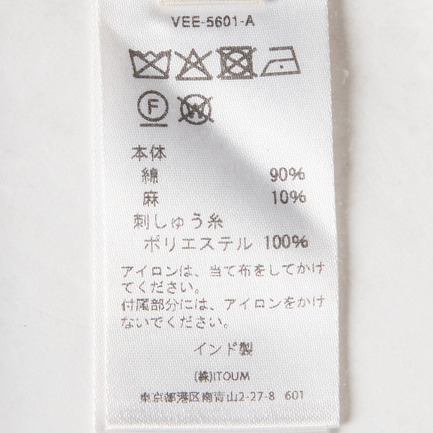 VEE-5601-A
F
W
本体
綿 90%
麻 10%
刺しゅう糸
ポリエステル 100%
アイロンは、当て布をしてかけ
てください。
付属部分には、アイロンをかけ
ないでください。
インド製
(株)ITOUM
東京都港区南青山2-27-8 601